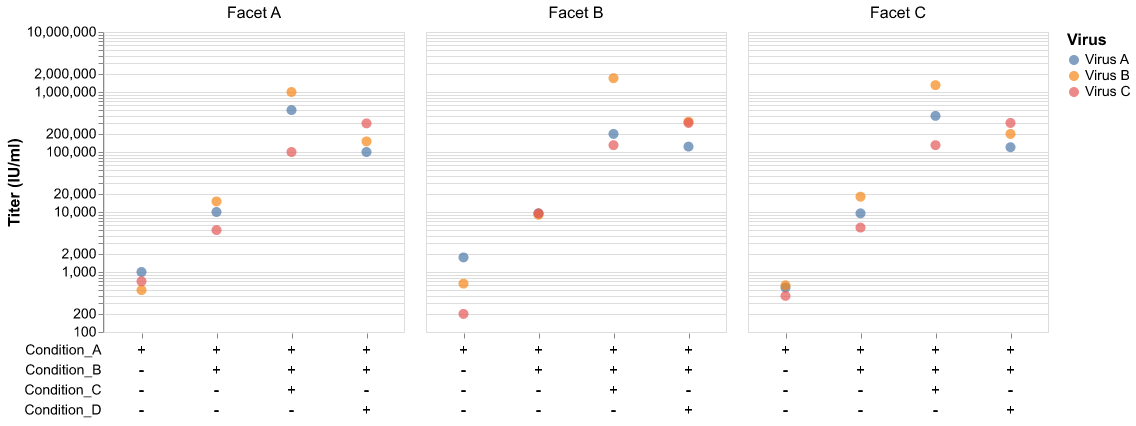 Facet A
Facet B
Facet C
Virus
Virus A
Virus B
Virus C
Titer (IU/ml)
10,000,000
2,000,000
1,000,000
200,000
100,000
20,000
10,000
2,000
1,000
200
100
Condition_A + + + + + + + + + + + +
Condition_B - + + + - + + + - + + +
Condition_C - - + - - - + - - - + -
Condition_D - - - + - - - + - - - +